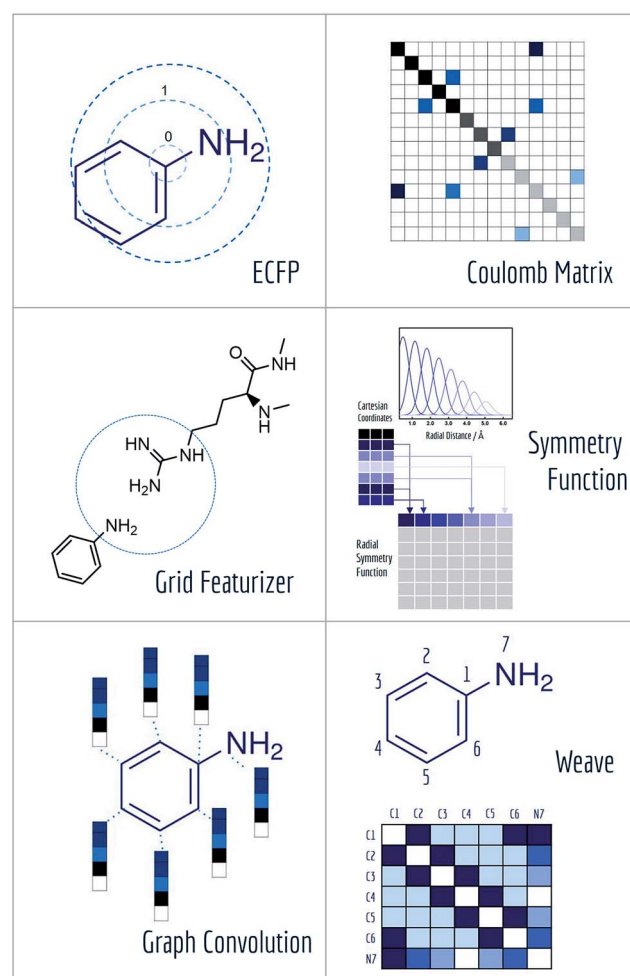 1
0
NH2
ECFP
Coulomb Matrix
O
NH
N
H
HN
NH
H2N
NH2
Grid Featurizer
Cartesian
Coordinates
1.0 2.0 3.0 4.0 5.0 6.0
Radial Distance / Å
Symmetry
Function
Radial
Symmetry
Function
NH2
Graph Convolution
7
2
1
NH2
3
4
6
5
Weave
C1 C2 C3 C4 C5 C6 N7
C1
C2
C3
C4
C5
C6
N7